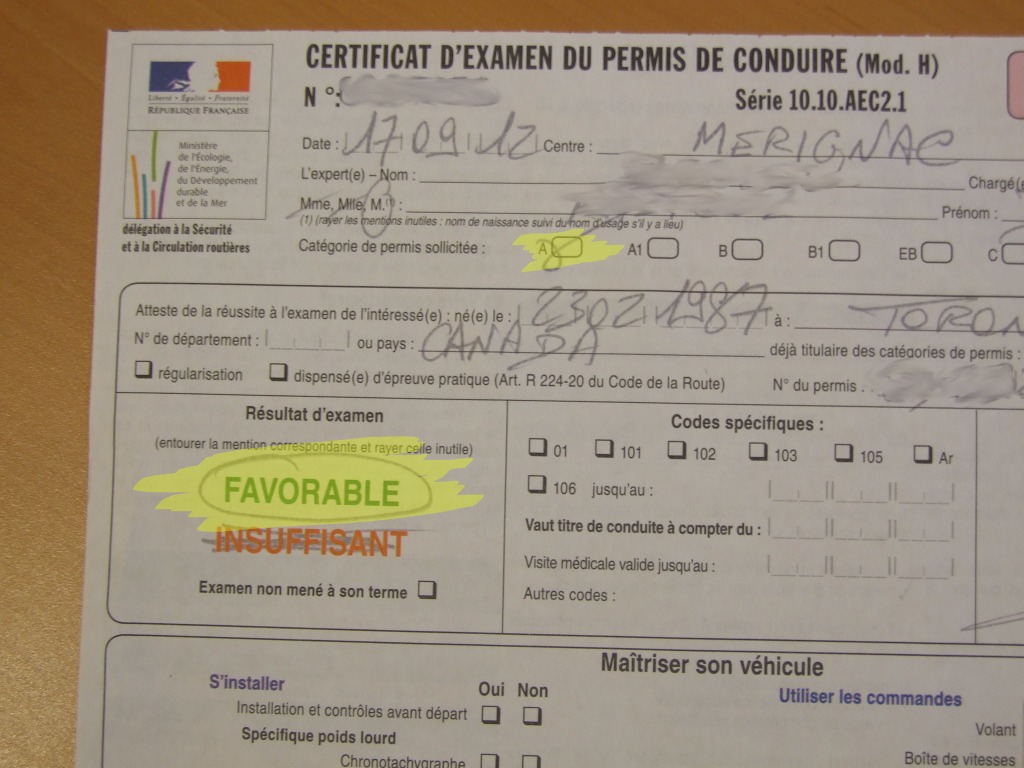 CERTIFICAT D'EXAMEN DU PERMIS DE CONDUIRE (Mod. H)
Liberté • Égalité • Fraternité
RÉPUBLIQUE FRANÇAISE
N °:
Série 10.10.AEC2.1
Ministère
de l'Écologie,
de l'Énergie,
du Développement
durable
et de la Mer
délégation à la Sécurité
et à la Circulation routières
Date : 17 09 12 Centre : MERIGNAC
L'expert(e) – Nom : Chargé(e
Mme, Mlle, M.(1) : Prénom :
(1) (rayer les mentions inutiles : nom de naissance suivi du nom d'usage s'il y a lieu)
Catégorie de permis sollicitée : A A1 B B1 EB C
Atteste de la réussite à l'examen de l'intéressé(e) : né(e) le : 23 02 1987 à : TORON
N° de département : ou pays : CANADA déjà titulaire des catégories de permis :
régularisation dispensé(e) d'épreuve pratique (Art. R 224-20 du Code de la Route) N° du permis :
Résultat d'examen
(entourer la mention correspondante et rayer celle inutile)
FAVORABLE
INSUFFISANT
Examen non mené à son terme
Codes spécifiques :
01 101 102 103 105 Ar
106 jusqu'au :
Vaut titre de conduite à compter du :
Visite médicale valide jusqu'au :
Autres codes :
Maîtriser son véhicule
S'installer Oui Non
Installation et contrôles avant départ
Spécifique poids lourd
Chronotachygraphe
Utiliser les commandes
Volant
Boîte de vitesses